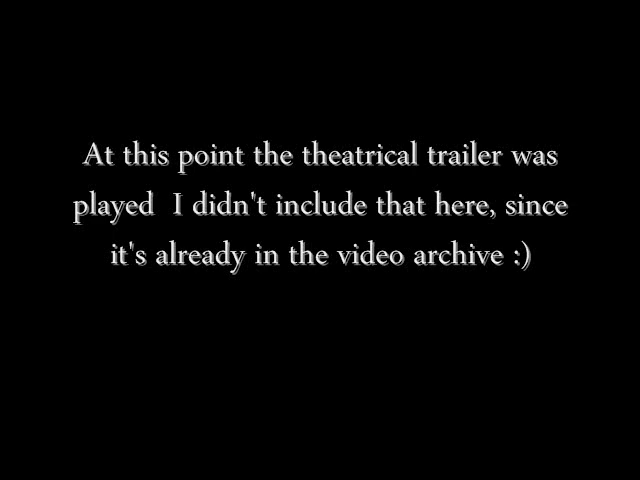 At this point the theatrical trailer was
played  I didn't include that here, since
it's already in the video archive :)